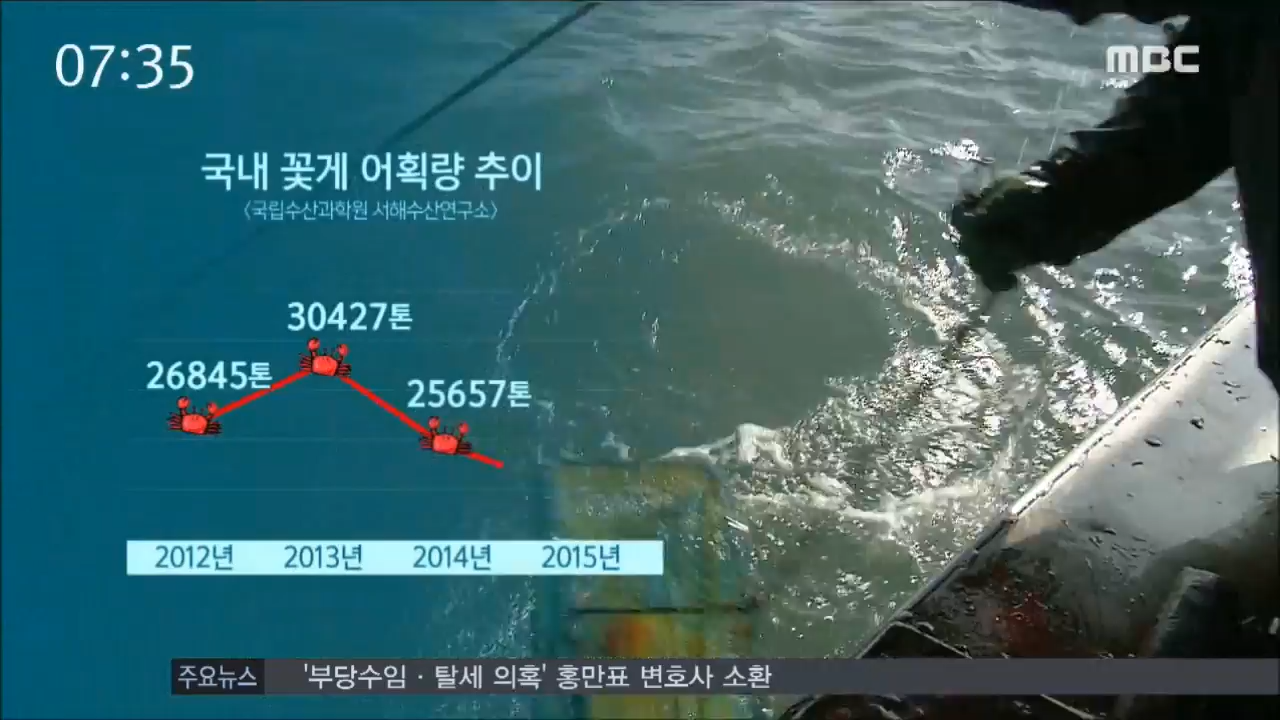 07:35
MBC
국내 꽃게 어획량 추이
〈국립수산과학원 서해수산연구소〉
30427톤
26845톤
25657톤
2012년 2013년 2014년 2015년
주요뉴스 '부당수임·탈세 의혹' 홍만표 변호사 소환